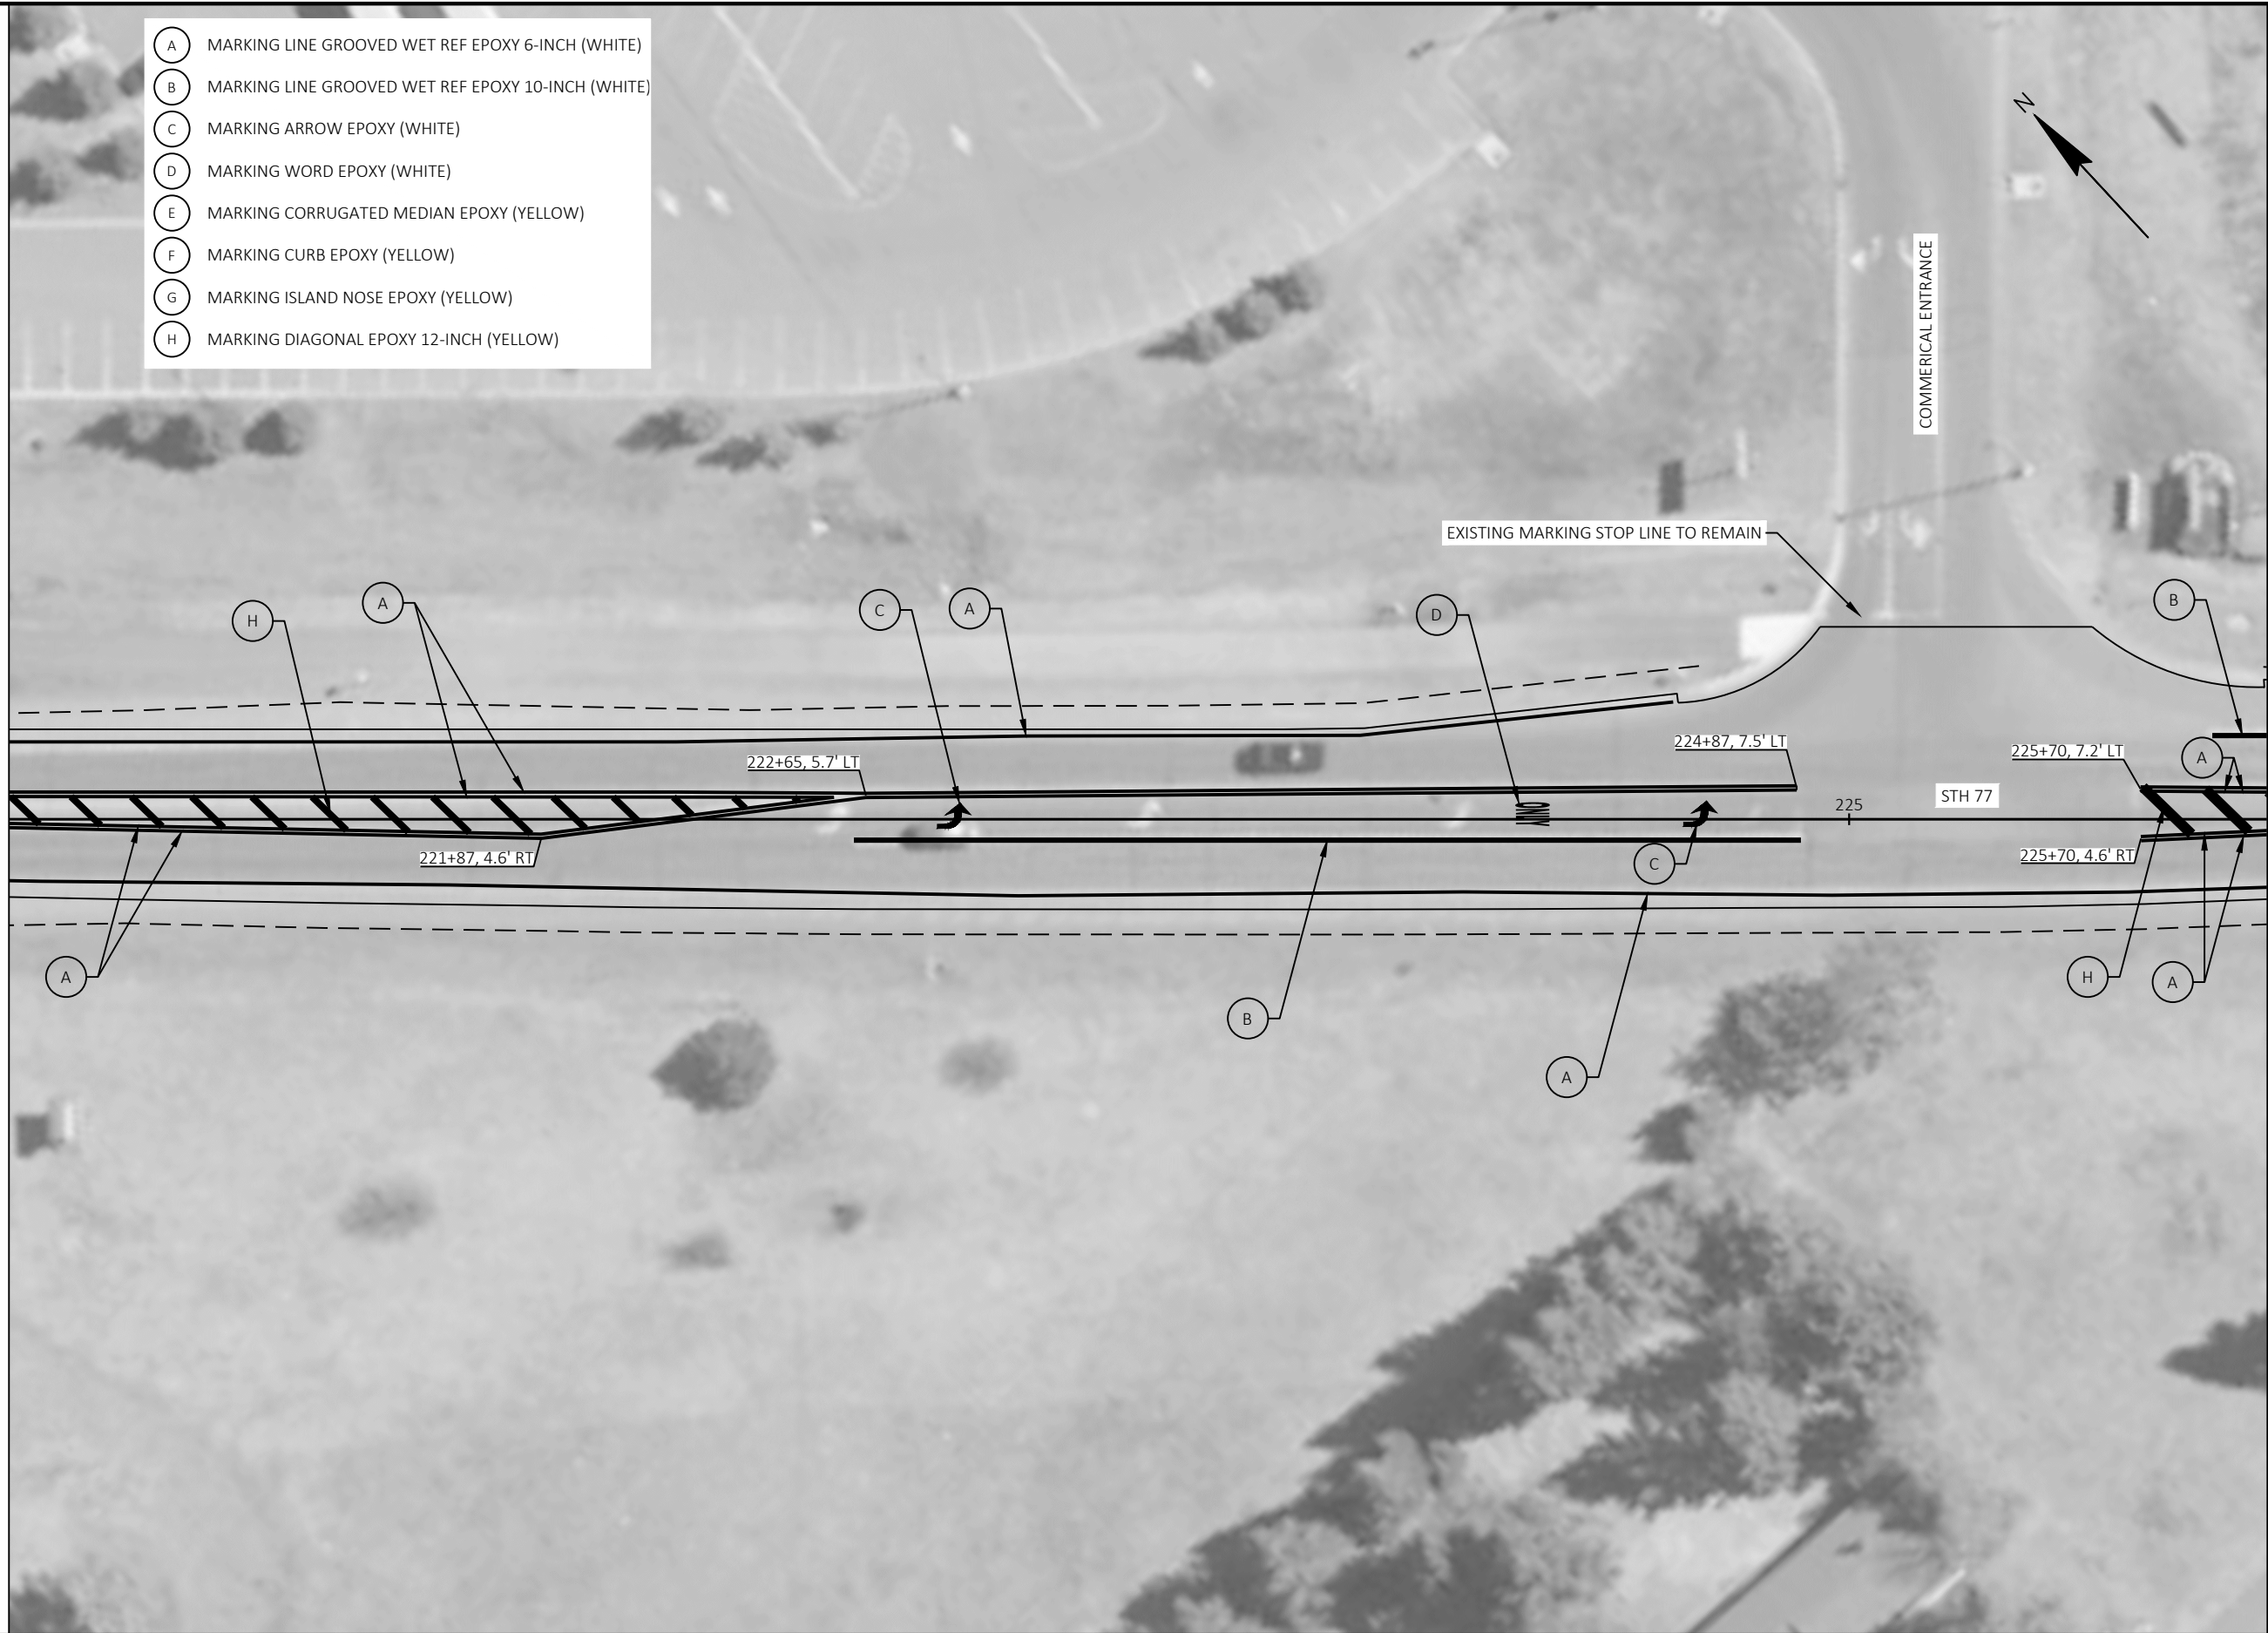 A MARKING LINE GROOVED WET REF EPOXY 6-INCH (WHITE)
B MARKING LINE GROOVED WET REF EPOXY 10-INCH (WHITE)
C MARKING ARROW EPOXY (WHITE)
D MARKING WORD EPOXY (WHITE)
E MARKING CORRUGATED MEDIAN EPOXY (YELLOW)
F MARKING CURB EPOXY (YELLOW)
G MARKING ISLAND NOSE EPOXY (YELLOW)
H MARKING DIAGONAL EPOXY 12-INCH (YELLOW)
N
COMMERICAL ENTRANCE
EXISTING MARKING STOP LINE TO REMAIN
H
A
C
A
D
B
222+65, 5.7' LT
224+87, 7.5' LT
225+70, 7.2' LT
A
STH 77
225
221+87, 4.6' RT
C
225+70, 4.6' RT
A
B
A
H
A